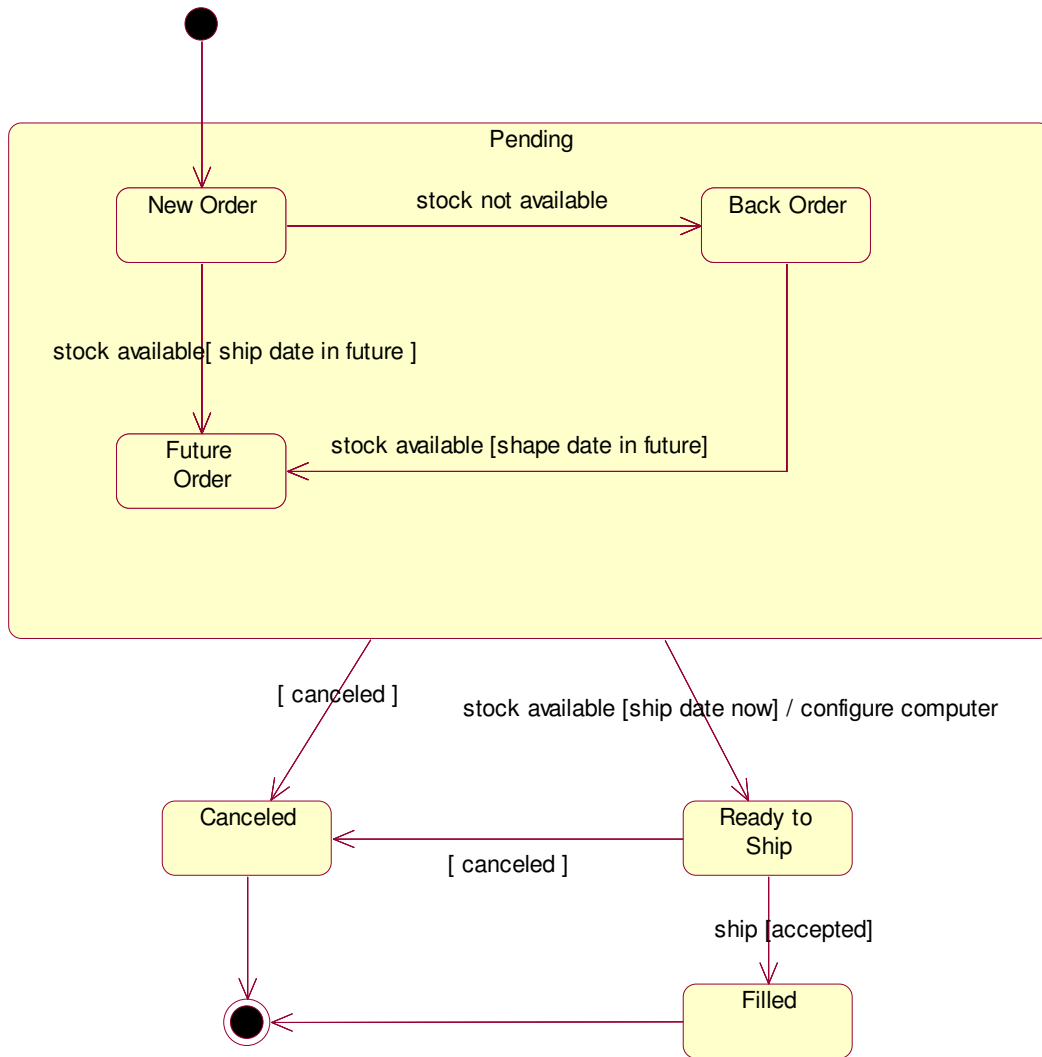 Pending
New Order
stock not available
Back Order
stock available[ ship date in future ]
Future
Order
stock available [shape date in future]
[ canceled ]
stock available [ship date now] / configure computer
Canceled
Ready to
Ship
[ canceled ]
ship [accepted]
Filled